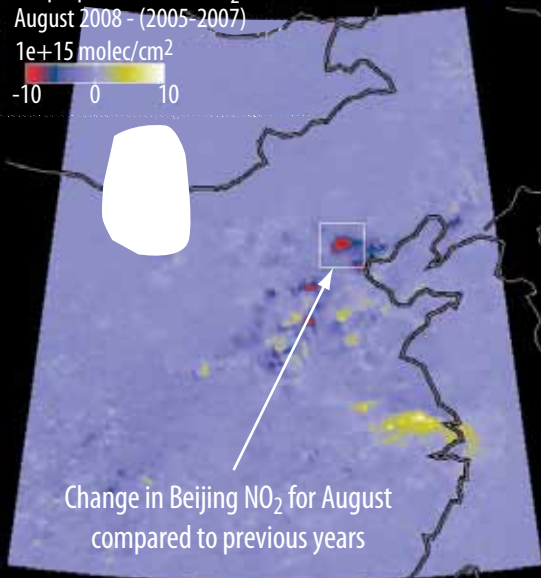 August 2008 - (2005-2007)
1e+15 molec/cm²
-10 0 10
Change in Beijing NO₂ for August
compared to previous years